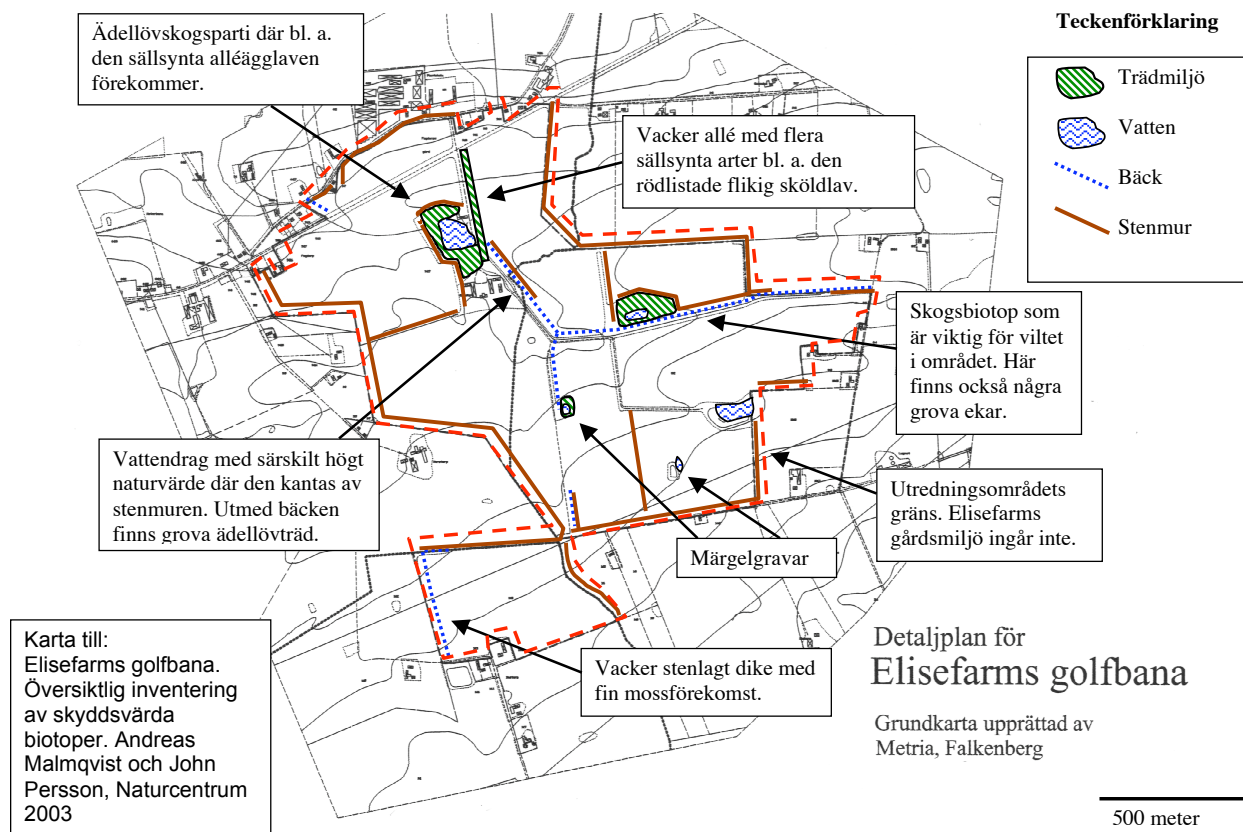 Ädellövskogsparti där bl. a.
den sällsynta alléägglaven
förekommer.
Vacker allé med flera
sällsynta arter bl. a. den
rödlistade flikig sköldlav.
Teckenförklaring
Trädmiljö
Vatten
Bäck
Stenmur
Skogsbiotop som
är viktig för viltet
i området. Här
finns också några
grova ekar.
Vattendrag med särskilt högt
naturvärde där den kantas av
stenmuren. Utmed bäcken
finns grova ädellövträd.
Utredningsområdets
gräns. Elisefarms
gårdsmiljö ingår inte.
Märgelgravar
Vacker stenlagt dike med
fin mossförekomst.
Karta till:
Elisefarms golfbana.
Översiktlig inventering
av skyddsvärda
biotoper. Andreas
Malmqvist och John
Persson, Naturcentrum
2003
Detaljplan för
Elisefarms golfbana
Grundkarta upprättad av
Metria, Falkenberg
500 meter